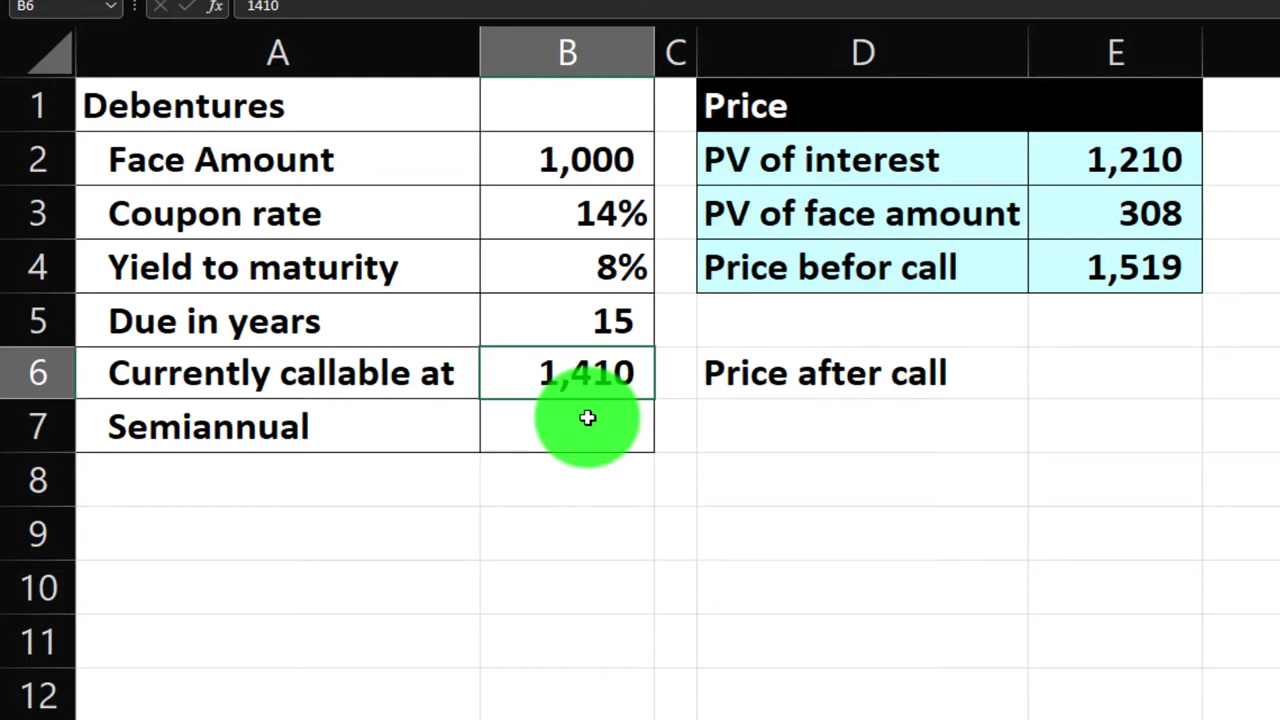 B6 fx 1410
A B C D E
1 Debentures Price
2 Face Amount 1,000 PV of interest 1,210
3 Coupon rate 14% PV of face amount 308
4 Yield to maturity 8% Price befor call 1,519
5 Due in years 15
6 Currently callable at 1,410 Price after call
7 Semiannual
8
9
10
11
12